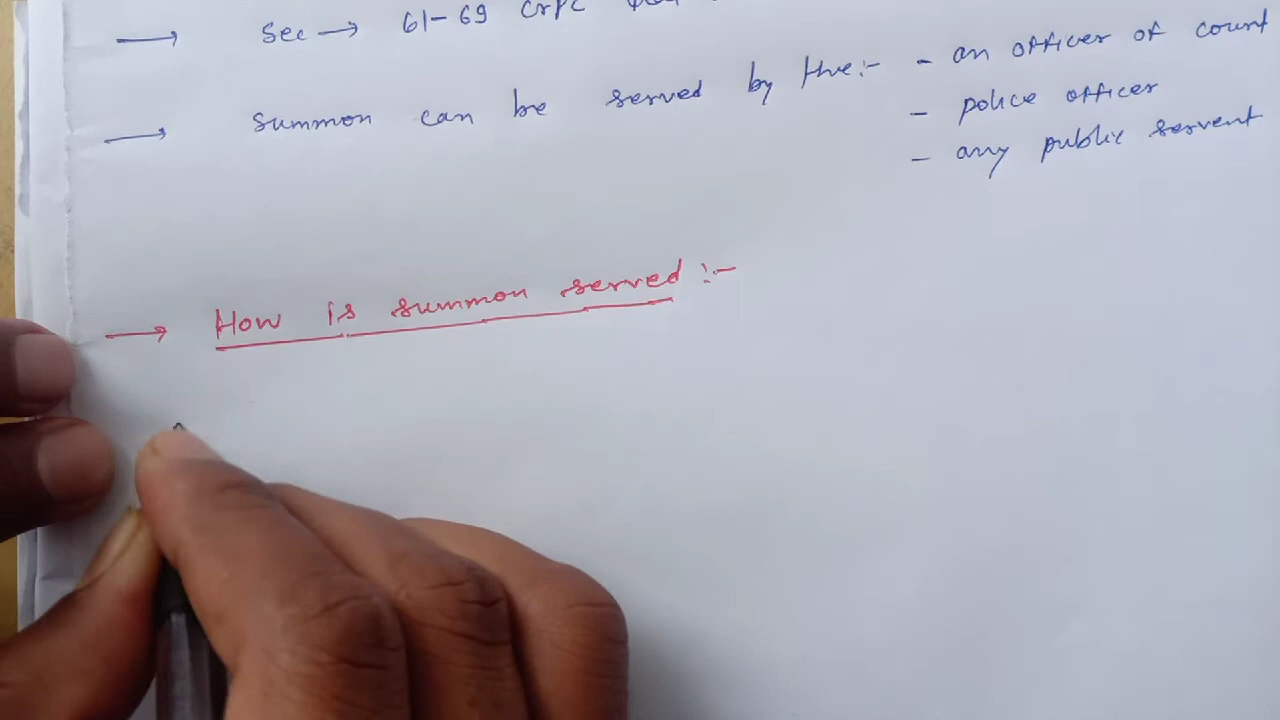 → Sec → 61-69 CrPC
→ summon can be served by the:- - an officer of court
- police officer
- any public servent
→ How is summon served :-